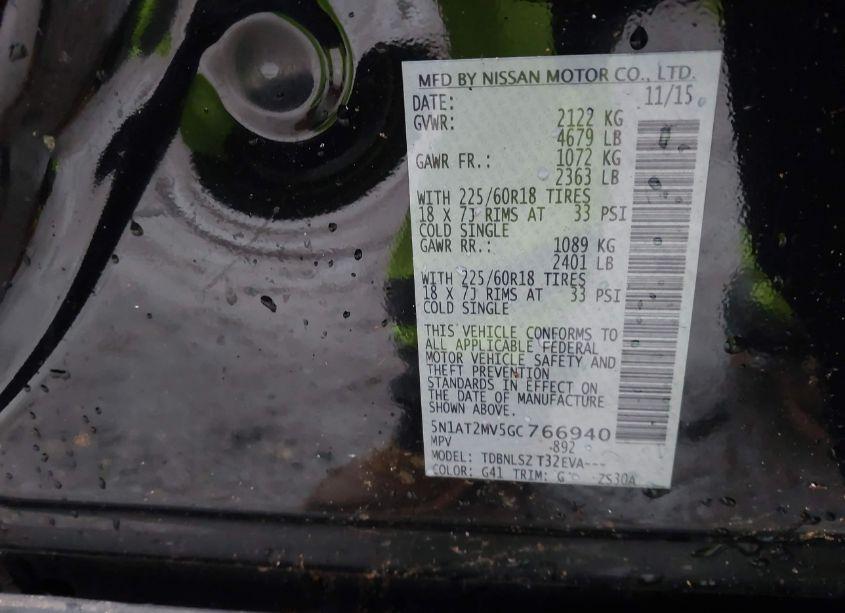 MFD BY NISSAN MOTOR CO., LTD.
DATE: 11/15
GVWR: 2122 KG
4679 LB
GAWR FR.: 1072 KG
2363 LB
WITH 225/60R18 TIRES
18 X 7J RIMS AT 33 PSI
COLD SINGLE
GAWR RR.: 1089 KG
2401 LB
WITH 225/60R18 TIRES
18 X 7J RIMS AT 33 PSI
COLD SINGLE
THIS VEHICLE CONFORMS TO
ALL APPLICABLE FEDERAL
MOTOR VEHICLE SAFETY AND
THEFT PREVENTION
STANDARDS IN EFFECT ON
THE DATE OF MANUFACTURE
SHOWN ABOVE.
5N1AT2MV5GC766940
MPV -892
MODEL: TDBNLSZ T32EVA---
COLOR: G41 TRIM: G ZS30A